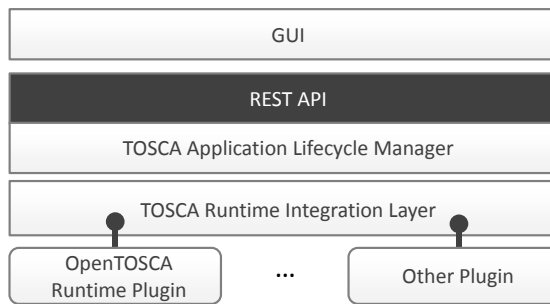 GUI
REST API
TOSCA Application Lifecycle Manager
TOSCA Runtime Integration Layer
OpenTOSCA
Runtime Plugin
...
Other Plugin